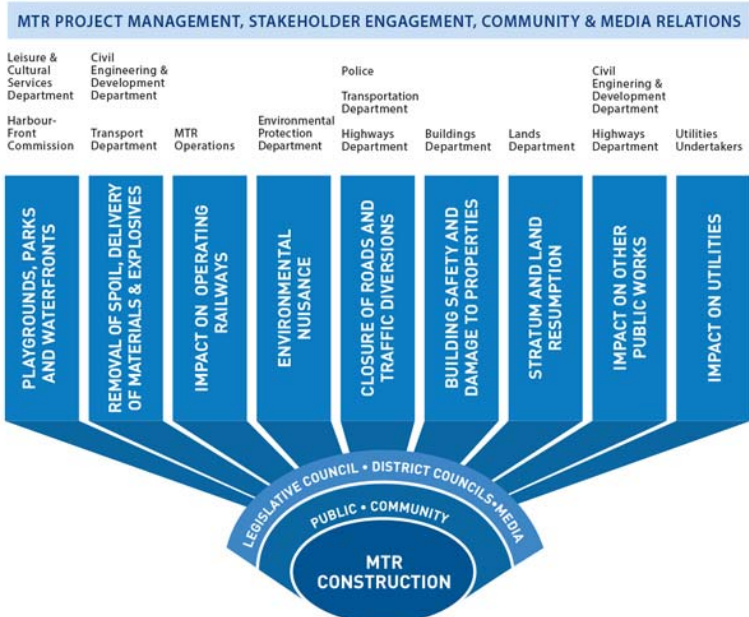 MTR PROJECT MANAGEMENT, STAKEHOLDER ENGAGEMENT, COMMUNITY & MEDIA RELATIONS
Leisure &
Cultural
Services
Department
Harbour-
Front
Commission
Civil
Engineering &
Development
Department
Transport
Department
MTR
Operations
Environmental
Protection
Department
Police
Transportation
Department
Highways
Department
Buildings
Department
Lands
Department
Civil
Enginering &
Development
Department
Highways
Department
Utilities
Undertakers
PLAYGROUNDS, PARKS
AND WATERFRONTS
REMOVAL OF SPOIL, DELIVERY
OF MATERIALS & EXPLOSIVES
IMPACT ON OPERATING
RAILWAYS
ENVIRONMENTAL
NUISANCE
CLOSURE OF ROADS AND
TRAFFIC DIVERSIONS
BUILDING SAFETY AND
DAMAGE TO PROPERTIES
STRATUM AND LAND
RESUMPTION
IMPACT ON OTHER
PUBLIC WORKS
IMPACT ON UTILITIES
LEGISLATIVE COUNCIL • DISTRICT COUNCILS • MEDIA
PUBLIC • COMMUNITY
MTR
CONSTRUCTION